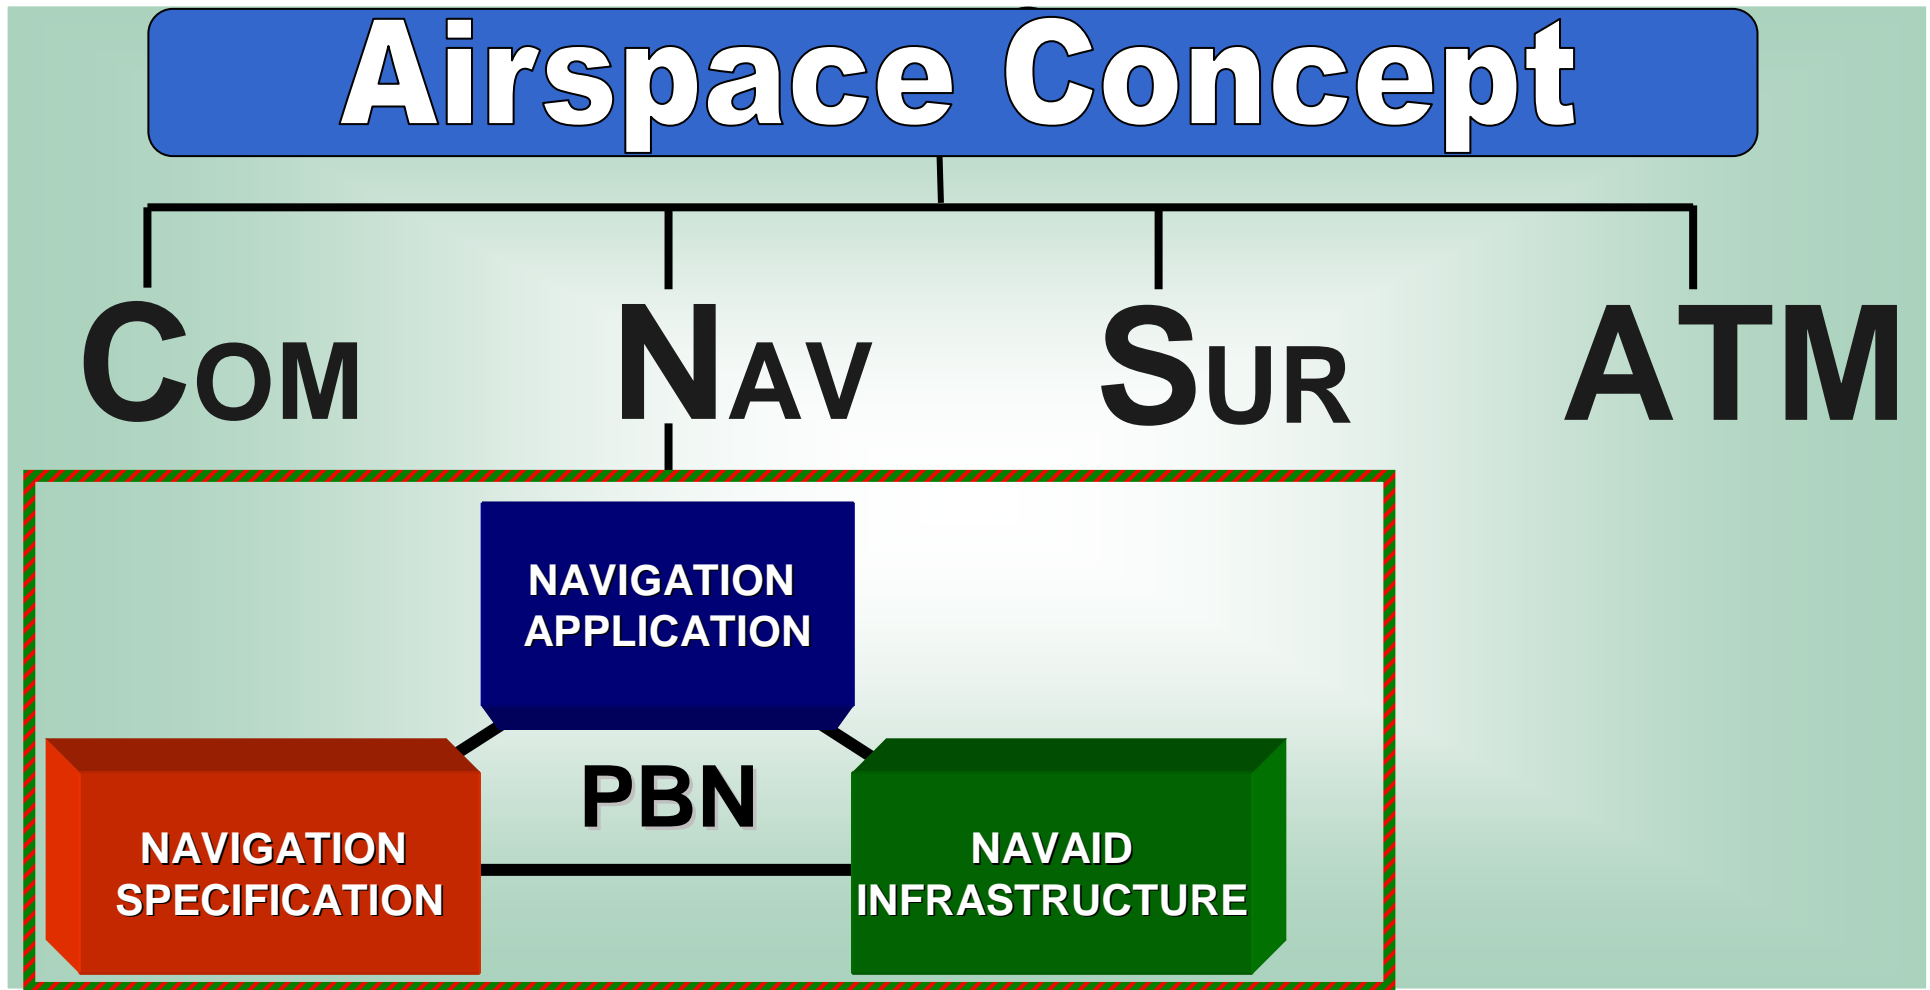 Airspace Concept
COM NAV SUR ATM
NAVIGATION
APPLICATION
PBN
NAVIGATION
SPECIFICATION
NAVAID
INFRASTRUCTURE